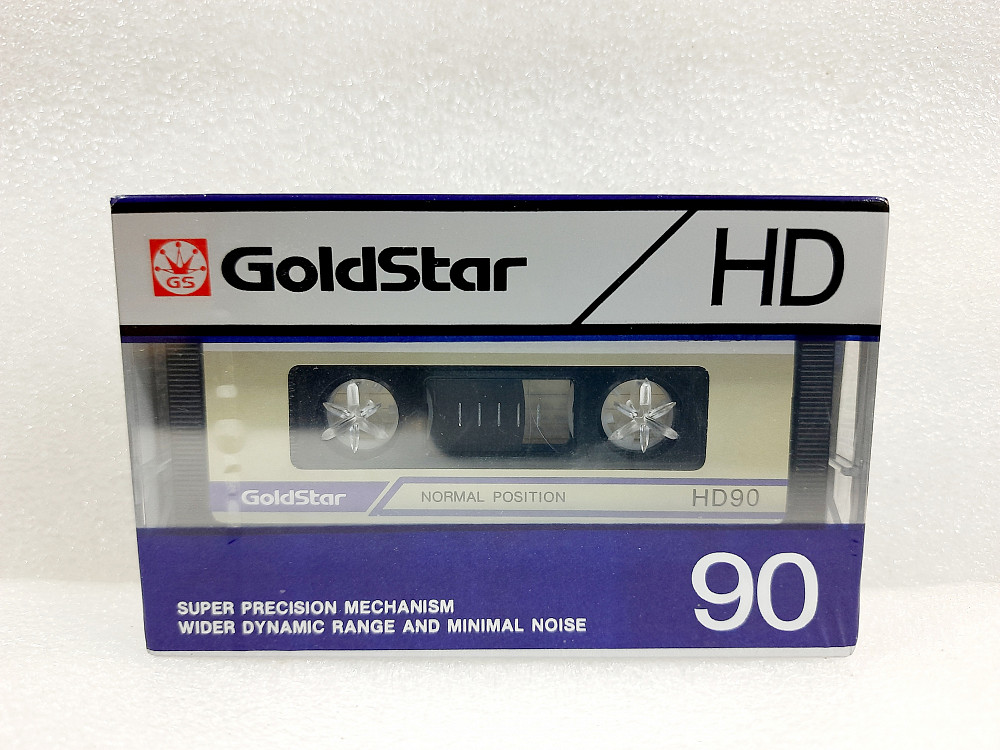 GS GoldStar HD
GoldStar NORMAL POSITION HD90
90
SUPER PRECISION MECHANISM
WIDER DYNAMIC RANGE AND MINIMAL NOISE